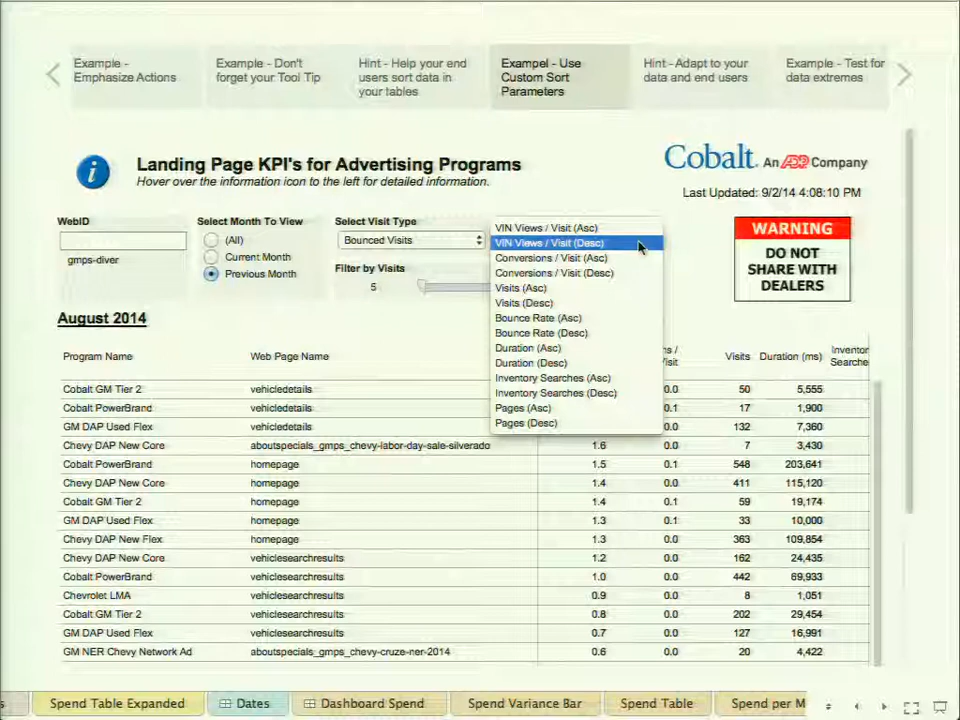 Example - Emphasize Actions
Example - Don't forget your Tool Tip
Hint - Help your end users sort data in your tables
Exampel - Use Custom Sort Parameters
Hint - Adapt to your data and end users
Example - Test for data extremes
i
Landing Page KPI's for Advertising Programs
Hover over the information icon to the left for detailed information.
Cobalt. An ADP Company
Last Updated: 9/2/14 4:08:10 PM
WebID
gmps-diver
Select Month To View
(All)
Current Month
Previous Month
Select Visit Type
Bounced Visits
Filter by Visits
5
VIN Views / Visit (Asc)
VIN Views / Visit (Desc)
Conversions / Visit (Asc)
Conversions / Visit (Desc)
Visits (Asc)
Visits (Desc)
Bounce Rate (Asc)
Bounce Rate (Desc)
Duration (Asc)
Duration (Desc)
Inventory Searches (Asc)
Inventory Searches (Desc)
Pages (Asc)
Pages (Desc)
WARNING
DO NOT
SHARE WITH
DEALERS
August 2014
Program Name Web Page Name Visits Duration (ms) Inventory
Cobalt GM Tier 2 vehicledetails 0.0 50 5,555
Cobalt PowerBrand vehicledetails 0.1 17 1,900
GM DAP Used Flex vehicledetails 0.0 132 7,360
Chevy DAP New Core aboutspecials_gmps_chevy-labor-day-sale-silverado 1.6 0.0 7 3,430
Cobalt PowerBrand homepage 1.5 0.1 548 203,641
Chevy DAP New Core homepage 1.4 0.0 411 115,120
Cobalt GM Tier 2 homepage 1.4 0.1 59 19,174
GM DAP Used Flex homepage 1.3 0.1 33 10,000
Chevy DAP New Flex homepage 1.3 0.0 363 109,854
Chevy DAP New Core vehiclesearchresults 1.2 0.0 162 24,435
Cobalt PowerBrand vehiclesearchresults 1.0 0.0 442 69,933
Chevrolet LMA vehiclesearchresults 0.9 0.0 8 1,051
Cobalt GM Tier 2 vehiclesearchresults 0.8 0.0 202 29,454
GM DAP Used Flex vehiclesearchresults 0.7 0.0 127 16,991
GM NER Chevy Network Ad aboutspecials_gmps_chevy-cruze-ner-2014 0.6 0.0 20 4,422
Spend Table Expanded Dates Dashboard Spend Spend Variance Bar Spend Table Spend per M